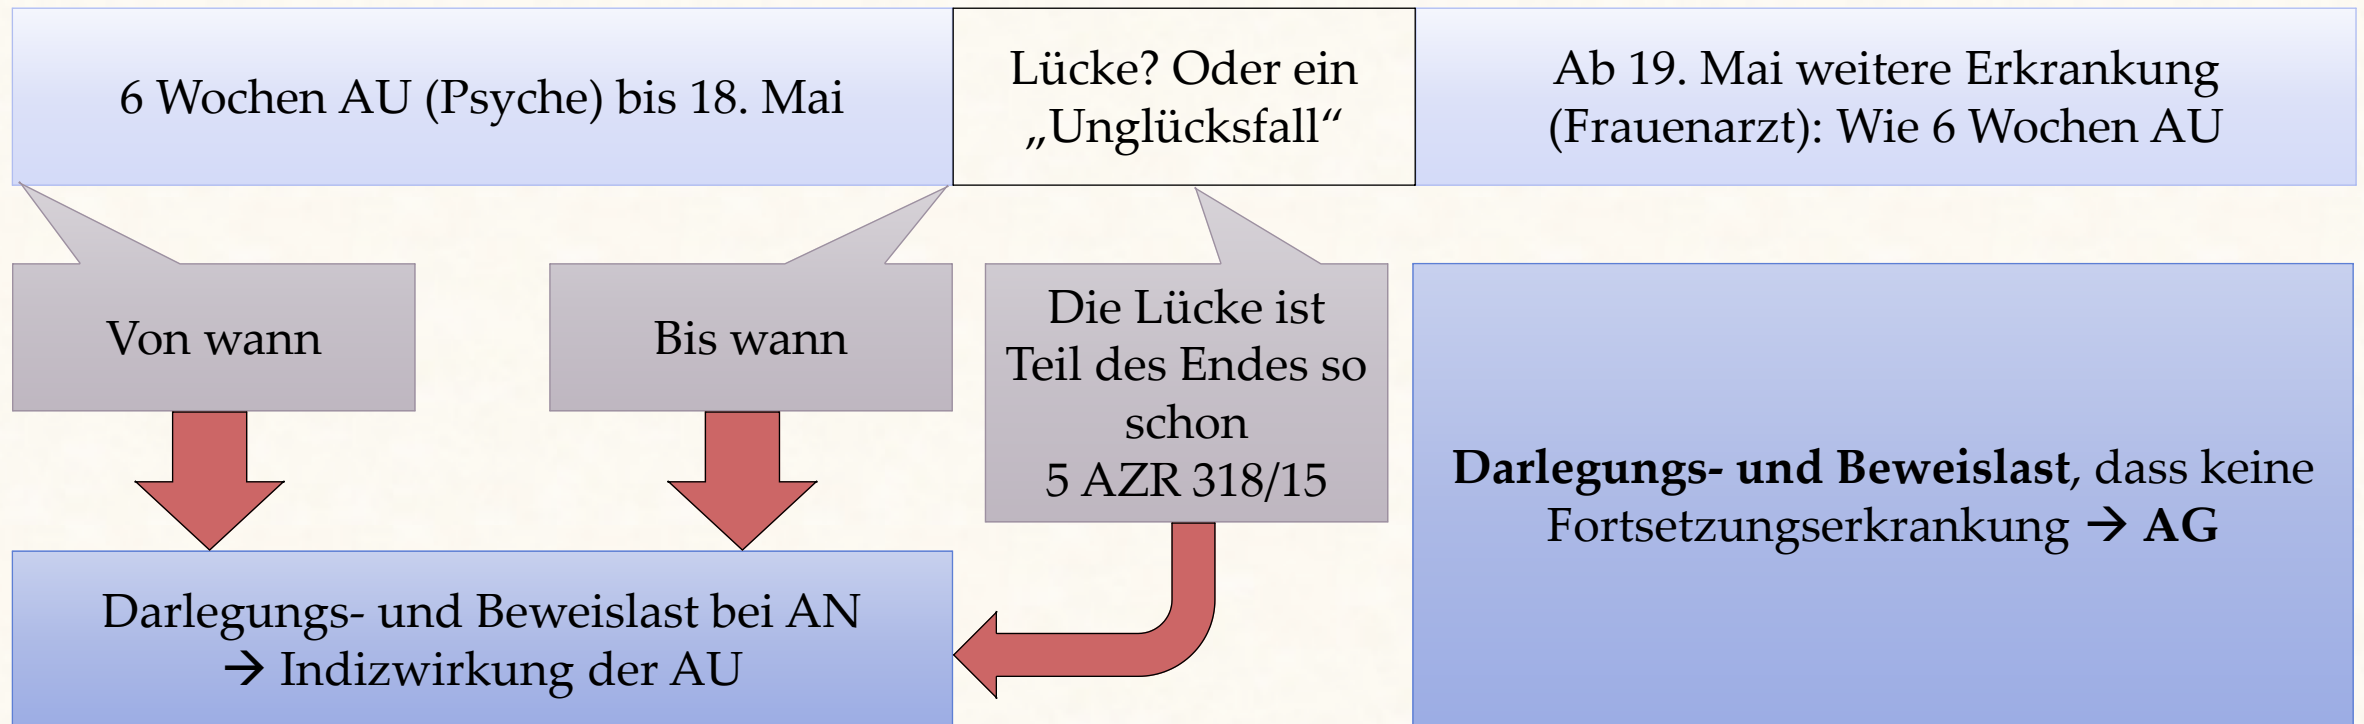 6 Wochen AU (Psyche) bis 18. Mai
Lücke? Oder ein
„Unglücksfall“
Ab 19. Mai weitere Erkrankung
(Frauenarzt): Wie 6 Wochen AU
Von wann
Bis wann
Die Lücke ist
Teil des Endes so
schon
5 AZR 318/15
Darlegungs- und Beweislast, dass keine
Fortsetzungserkrankung → AG
Darlegungs- und Beweislast bei AN
→ Indizwirkung der AU